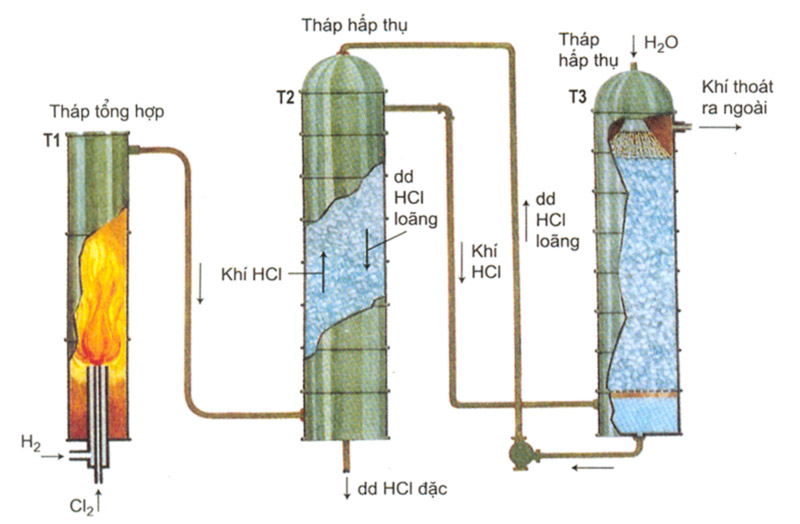 Tháp hấp thụ
Tháp
hấp thụ
H₂O
Khí thoát
ra ngoài
Tháp tổng hợp
T1
T2
T3
dd
HCl
loãng
Khí HCl
Khí
HCl
dd
HCl
loãng
H₂
Cl₂
dd HCl đặc